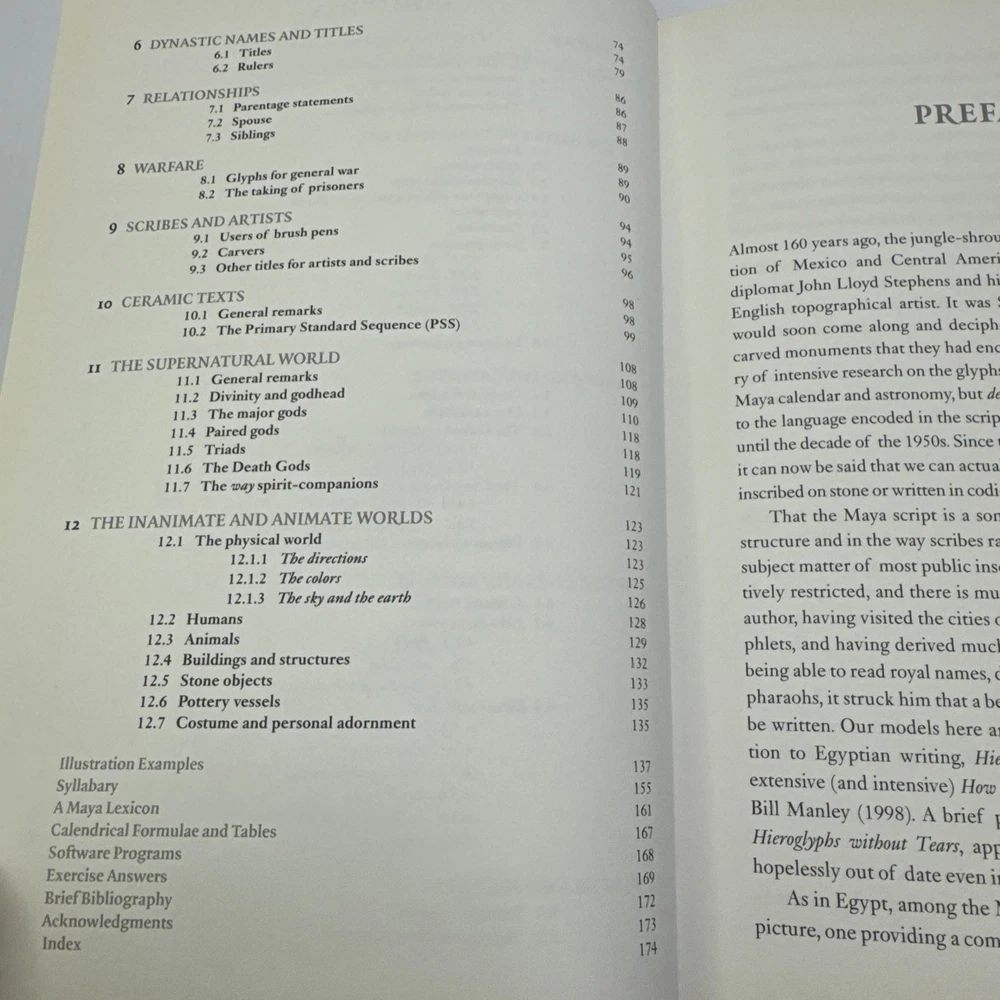 6 DYNASTIC NAMES AND TITLES 74
6.1 Titles 74
6.2 Rulers 79
7 RELATIONSHIPS 86
7.1 Parentage statements 86
7.2 Spouse 87
7.3 Siblings 88
8 WARFARE 89
8.1 Glyphs for general war 89
8.2 The taking of prisoners 90
9 SCRIBES AND ARTISTS 94
9.1 Users of brush pens 94
9.2 Carvers 95
9.3 Other titles for artists and scribes 96
10 CERAMIC TEXTS 98
10.1 General remarks 98
10.2 The Primary Standard Sequence (PSS) 99
11 THE SUPERNATURAL WORLD 108
11.1 General remarks 108
11.2 Divinity and godhead 109
11.3 The major gods 110
11.4 Paired gods 118
11.5 Triads 118
11.6 The Death Gods 119
11.7 The way spirit-companions 121
12 THE INANIMATE AND ANIMATE WORLDS 123
12.1 The physical world 123
12.1.1 The directions 123
12.1.2 The colors 125
12.1.3 The sky and the earth 126
12.2 Humans 128
12.3 Animals 129
12.4 Buildings and structures 132
12.5 Stone objects 133
12.6 Pottery vessels 135
12.7 Costume and personal adornment 135
Illustration Examples 137
Syllabary 155
A Maya Lexicon 161
Calendrical Formulae and Tables 167
Software Programs 168
Exercise Answers 169
Brief Bibliography 172
Acknowledgments 173
Index 174
PREFA
Almost 160 years ago, the jungle-shrou
tion of Mexico and Central Ameri
diplomat John Lloyd Stephens and hi
English topographical artist. It was S
would soon come along and deciph
carved monuments that they had enc
ry of intensive research on the glyphs
Maya calendar and astronomy, but de
to the language encoded in the scrip
until the decade of the 1950s. Since
it can now be said that we can actua
inscribed on stone or written in codi
That the Maya script is a som
structure and in the way scribes ra
subject matter of most public ins
tively restricted, and there is mu
author, having visited the cities
phlets, and having derived much
being able to read royal names, d
pharaohs, it struck him that a be
be written. Our models here a
tion to Egyptian writing, Hie
extensive (and intensive) How
Bill Manley (1998). A brief p
Hieroglyphs without Tears, app
hopelessly out of date even i
As in Egypt, among the M
picture, one providing a com